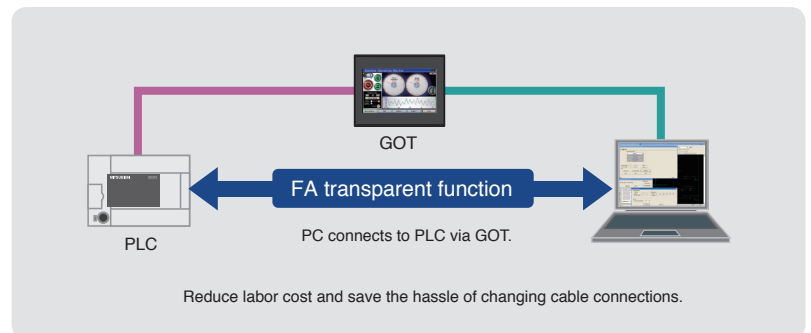 GOT
FA transparent function
PLC
PC connects to PLC via GOT.
Reduce labor cost and save the hassle of changing cable connections.